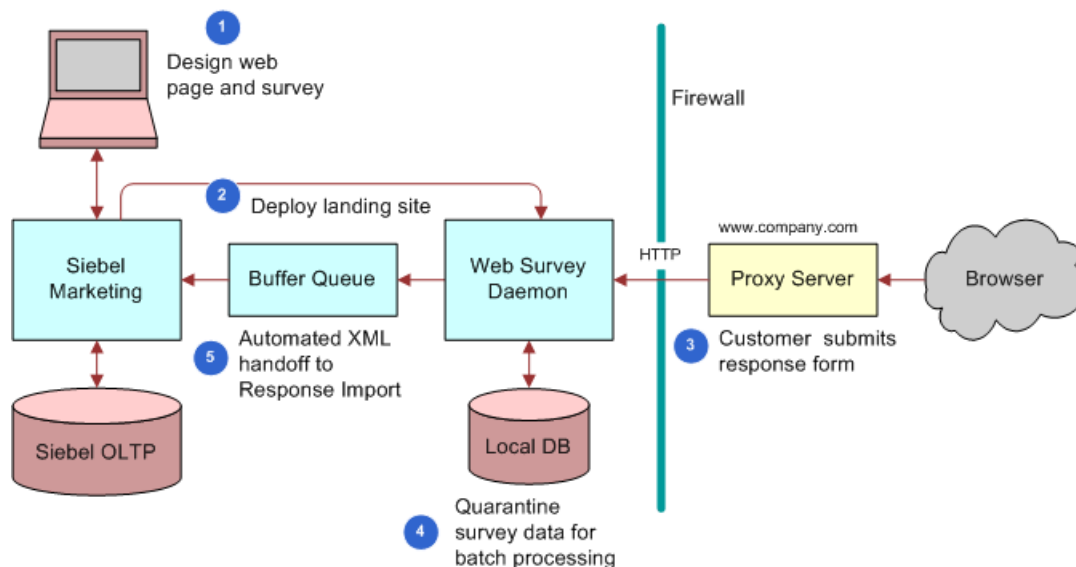 1
Design web
page and survey
Firewall
2
Deploy landing site
www.company.com
Siebel
Marketing
Buffer Queue
Web Survey
Daemon
HTTP
Proxy Server
Browser
5
Automated XML
handoff to
Response Import
3
Customer submits
response form
Siebel OLTP
Local DB
4
Quarantine
survey data for
batch processing